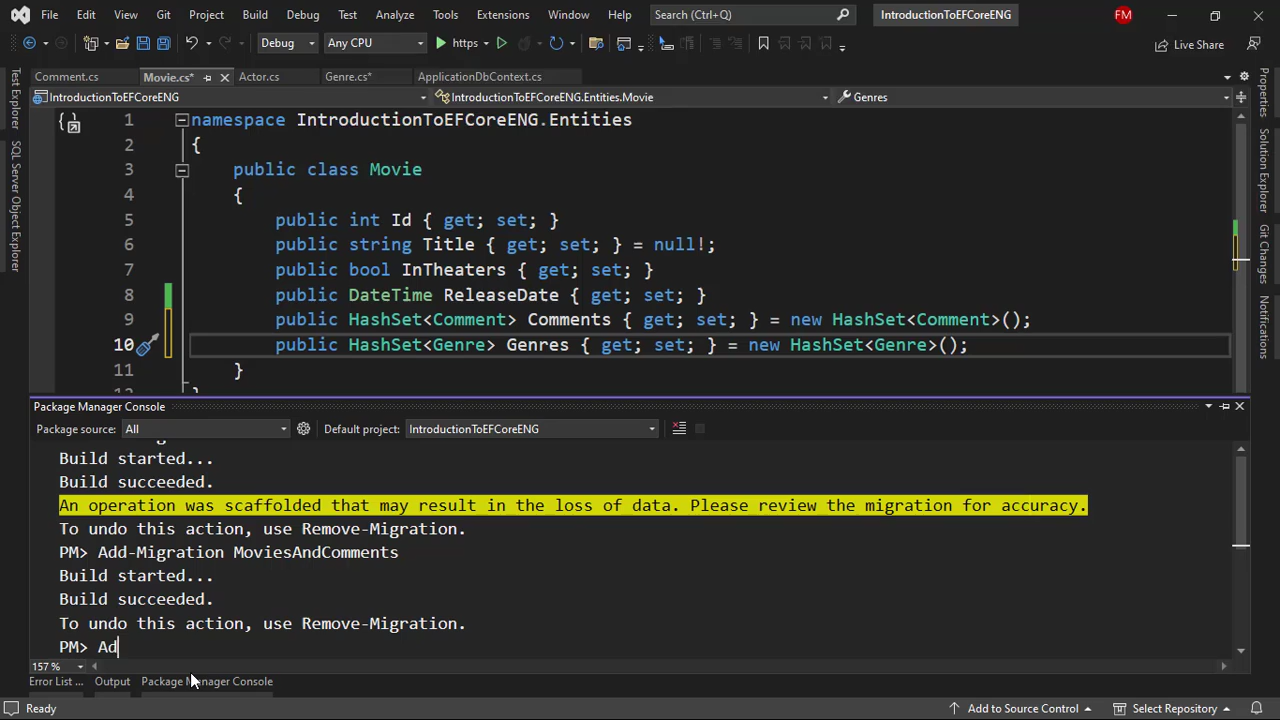 File Edit View Git Project Build Debug Test Analyze Tools Extensions Window Help Search (Ctrl+Q) IntroductionToEFCoreENG FM
Debug Any CPU https Live Share
Comment.cs Movie.cs* Actor.cs Genre.cs* ApplicationDbContext.cs
IntroductionToEFCoreENG IntroductionToEFCoreENG.Entities.Movie Genres
Test Explorer
SQL Server Object Explorer
Properties
Solution Explorer
Git Changes
Notifications
1 namespace IntroductionToEFCoreENG.Entities
2 {
3 public class Movie
4 {
5 public int Id { get; set; }
6 public string Title { get; set; } = null!;
7 public bool InTheaters { get; set; }
8 public DateTime ReleaseDate { get; set; }
9 public HashSet<Comment> Comments { get; set; } = new HashSet<Comment>();
10 public HashSet<Genre> Genres { get; set; } = new HashSet<Genre>();
11 }
Package Manager Console
Package source: All Default project: IntroductionToEFCoreENG
Build started...
Build succeeded.
An operation was scaffolded that may result in the loss of data. Please review the migration for accuracy.
To undo this action, use Remove-Migration.
PM> Add-Migration MoviesAndComments
Build started...
Build succeeded.
To undo this action, use Remove-Migration.
PM> Ad
157 %
Error List ... Output Package Manager Console
Ready Add to Source Control Select Repository